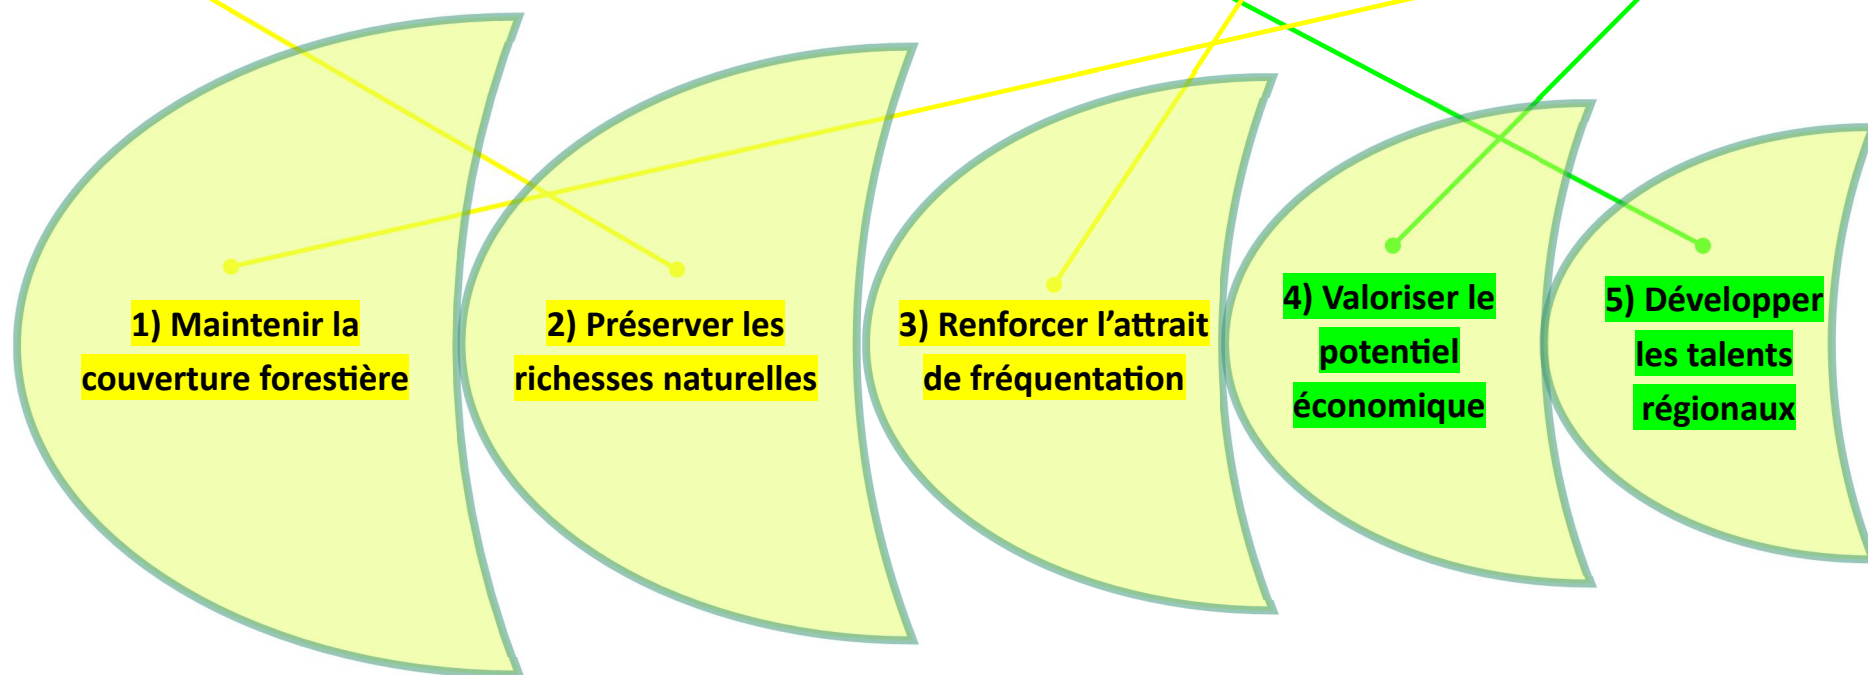 1) Maintenir la
couverture forestière
2) Préserver les
richesses naturelles
3) Renforcer l’attrait
de fréquentation
4) Valoriser le
potentiel
économique
5) Développer
les talents
régionaux